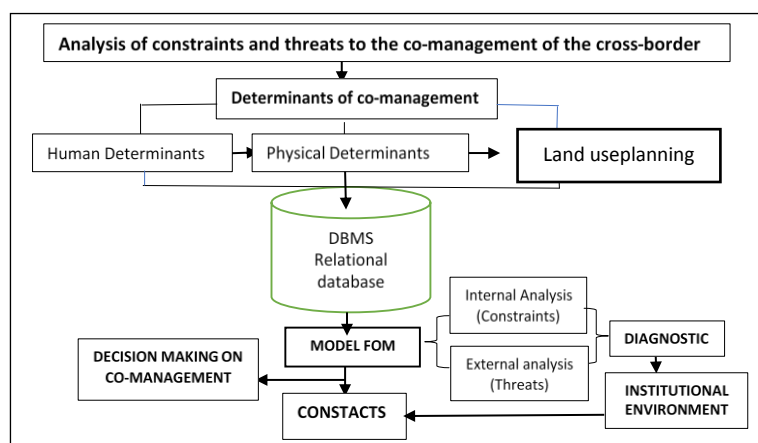 Analysis of constraints and threats to the co-management of the cross-border
Determinants of co-management
Human Determinants
Physical Determinants
Land useplanning
DBMS
Relational
database
Internal Analysis
(Constraints)
MODEL FOM
DIAGNOSTIC
External analysis
(Threats)
DECISION MAKING ON
CO-MANAGEMENT
INSTITUTIONAL
ENVIRONMENT
CONSTACTS